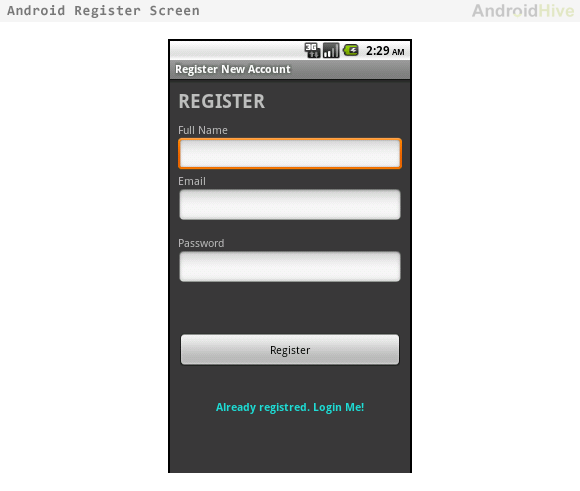 Android Register Screen
AndroidHive
3G
2:29 AM
Register New Account
REGISTER
Full Name
Email
Password
Register
Already registred. Login Me!